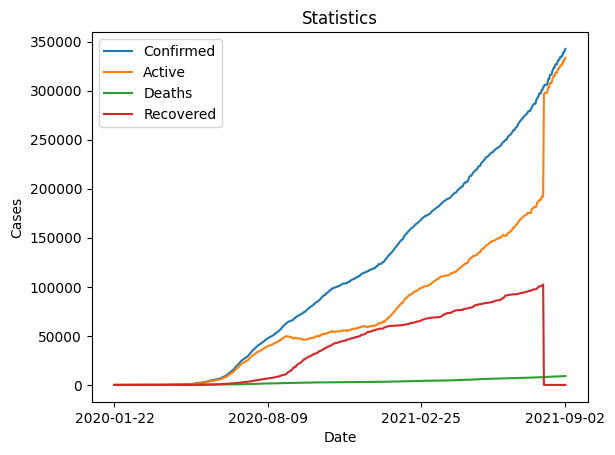 Statistics
Confirmed
Active
Deaths
Recovered
Cases
350000
300000
250000
200000
150000
100000
50000
0
2020-01-22
2020-08-09
2021-02-25
2021-09-02
Date